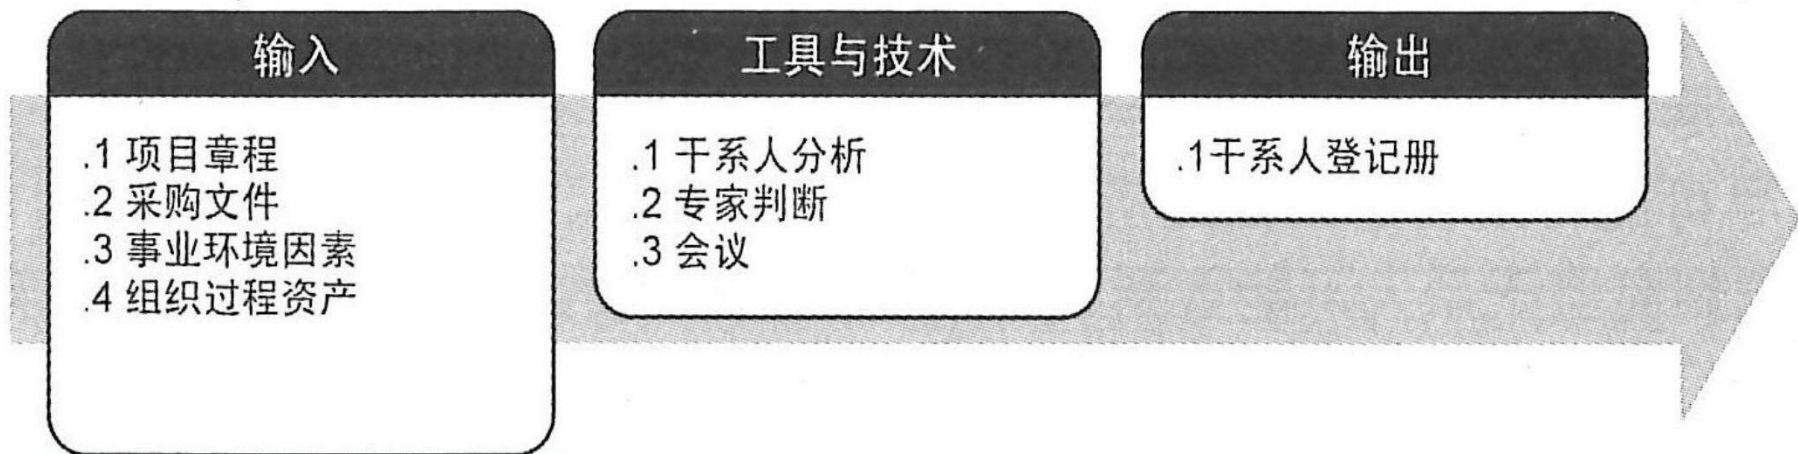 输入
.1 项目章程
.2 采购文件
.3 事业环境因素
.4 组织过程资产
工具与技术
.1 干系人分析
.2 专家判断
.3 会议
输出
.1干系人登记册